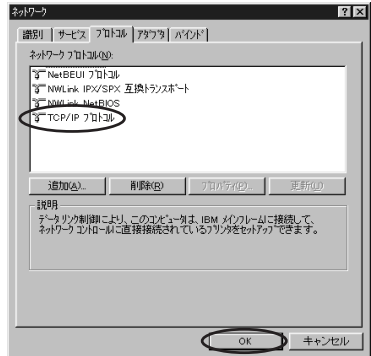 ネットワーク
識別 サービス プロトコル アダプタ バインド
ネットワーク プロトコル(N):
NetBEUI プロトコル
NWLink IPX/SPX 互換トランスポート
NWLink NetBIOS
TCP/IP プロトコル
追加(A)... 削除(R) プロパティ(P)... 更新(U)
説明
データ リンク制御により、このコンピュータは、IBM メインフレームに接続して、
ネットワーク コントロールに直接接続されているプリンタをセットアップできます。
OK キャンセル